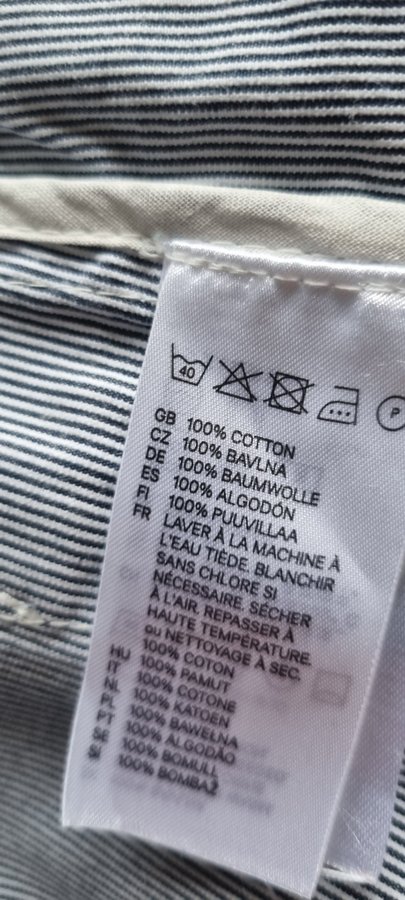 40
P
GB 100% COTTON
CZ 100% BAVLNA
DE 100% BAUMWOLLE
ES 100% ALGODÓN
FI 100% PUUVILLAA
FR LAVER À LA MACHINE À
L'EAU TIÈDE. BLANCHIR
SANS CHLORE SI
NÉCESSAIRE. SÉCHER
À L'AIR. REPASSER À
HAUTE TEMPÉRATURE.
ou NETTOYAGE À SEC.
100% COTON
HU 100% PAMUT
IT 100% COTONE
NL 100% KATOEN
PL 100% BAWEŁNA
PT 100% ALGODÃO
SE 100% BOMULL
SI 100% BOMBAŽ